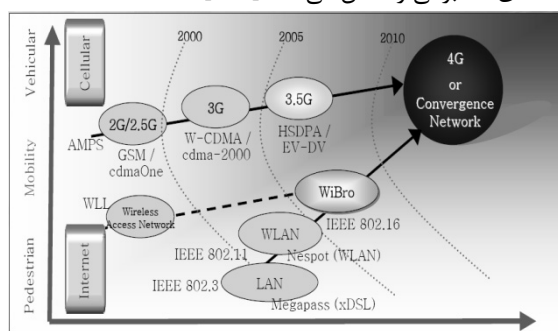 2000
2005
2010
Vehicular
Cellular
4G
or
Convergence
Network
3.5G
3G
2G/2.5G
HSDPA /
EV-DV
W-CDMA /
cdma-2000
AMPS
GSM /
cdmaOne
Mobility
WLL
Wireless
Access Network
WiBro
IEEE 802.16
WLAN
IEEE 802.11
Nespot (WLAN)
Pedestrian
Internet
IEEE 802.3
LAN
Megapass (xDSL)